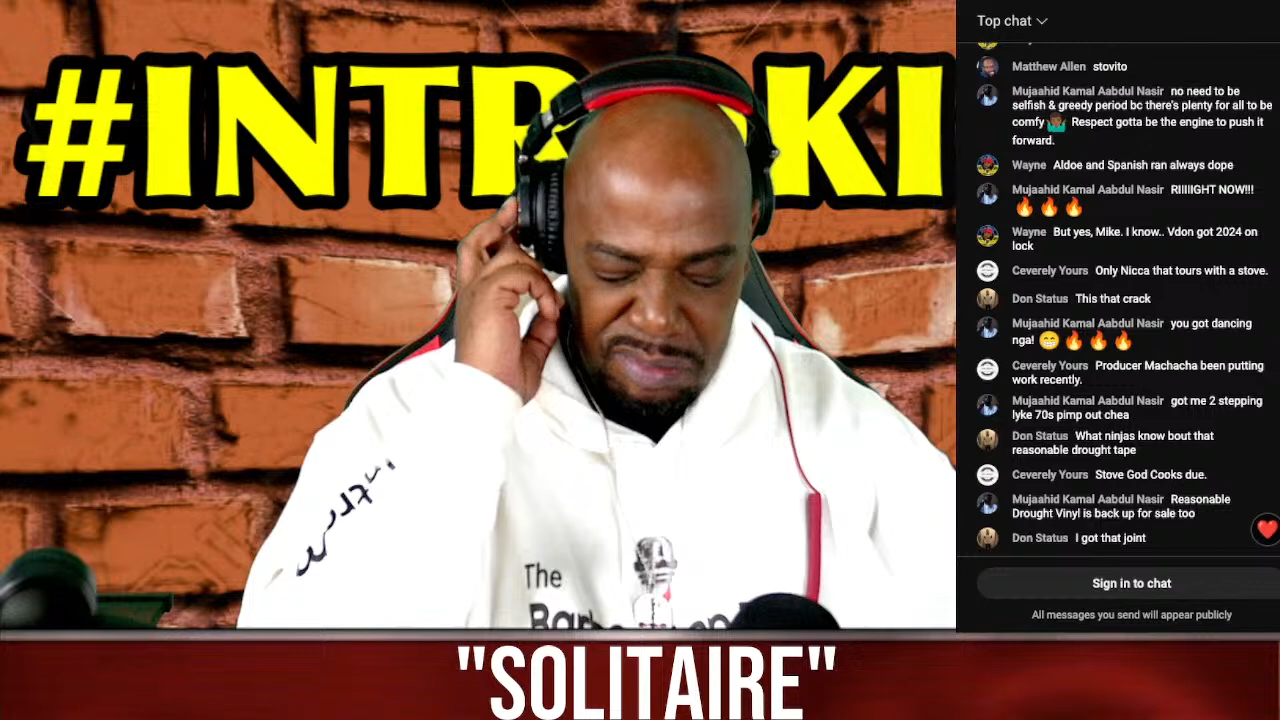 #INTR KI
The
"SOLITAIRE"
Top chat
Matthew Allen stovito
Mujaahid Kamal Aabdul Nasir no need to be
selfish & greedy period bc there's plenty for all to be
comfy🤷🏾‍♂️ Respect gotta be the engine to push it
forward.
Wayne Aldoe and Spanish ran always dope
Mujaahid Kamal Aabdul Nasir RIIIIIGHT NOW!!!
🔥🔥🔥
Wayne But yes, Mike. I know.. Vdon got 2024 on
lock
Ceverely Yours Only Nicca that tours with a stove.
Don Status This that crack
Mujaahid Kamal Aabdul Nasir you got dancing
nga! 😁🔥🔥🔥
Ceverely Yours Producer Machacha been putting
work recently.
Mujaahid Kamal Aabdul Nasir got me 2 stepping
lyke 70s pimp out chea
Don Status What ninjas know bout that
reasonable drought tape
Ceverely Yours Stove God Cooks due.
Mujaahid Kamal Aabdul Nasir Reasonable
Drought Vinyl is back up for sale too
Don Status I got that joint
Sign in to chat
All messages you send will appear publicly